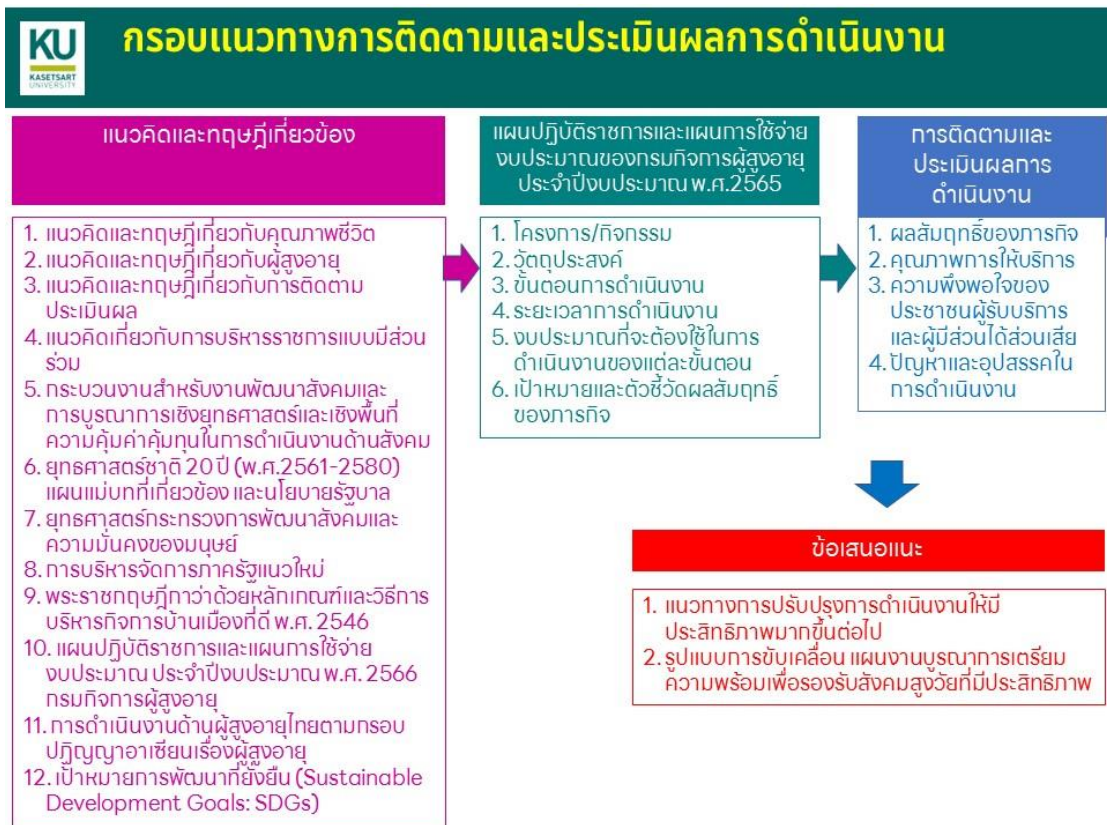 KU
KASETSART
UNIVERSITY
กรอบแนวทางการติดตามและประเมินผลการดำเนินงาน
แนวคิดและทฤษฎีเกี่ยวข้อง
1. แนวคิดและทฤษฎีเกี่ยวกับคุณภาพชีวิต
2. แนวคิดและทฤษฎีเกี่ยวกับผู้สูงอายุ
3. แนวคิดและทฤษฎีเกี่ยวกับการติดตาม
ประเมินผล
4. แนวคิดเกี่ยวกับการบริหารราชการแบบมีส่วน
ร่วม
5. กระบวนงานสำหรับงานพัฒนาสังคมและ
การบูรณาการเชิงยุทธศาสตร์และเชิงพื้นที่
ความคุ้มค่าคุ้มทุนในการดำเนินงานด้านสังคม
6. ยุทธศาสตร์ชาติ 20 ปี (พ.ศ.2561-2580)
แผนแม่บทที่เกี่ยวข้อง และนโยบายรัฐบาล
7. ยุทธศาสตร์กระทรวงการพัฒนาสังคมและ
ความมั่นคงของมนุษย์
8. การบริหารจัดการภาครัฐแนวใหม่
9. พระราชกฤษฎีกาว่าด้วยหลักเกณฑ์และวิธีการ
บริหารกิจการบ้านเมืองที่ดี พ.ศ. 2546
10. แผนปฏิบัติราชการและแผนการใช้จ่าย
งบประมาณ ประจำปีงบประมาณ พ.ศ. 2566
กรมกิจการผู้สูงอายุ
11. การดำเนินงานด้านผู้สูงอายุไทยตามกรอบ
ปฏิญญาอาเซียนเรื่องผู้สูงอายุ
12. เป้าหมายการพัฒนาที่ยั่งยืน (Sustainable
Development Goals: SDGs)
แผนปฏิบัติราชการและแผนการใช้จ่าย
งบประมาณของกรมกิจการผู้สูงอายุ
ประจำปีงบประมาณ พ.ศ.2565
1. โครงการ/กิจกรรม
2. วัตถุประสงค์
3. ขั้นตอนการดำเนินงาน
4. ระยะเวลาการดำเนินงาน
5. งบประมาณที่จะต้องใช้ในการ
ดำเนินงานของแต่ละขั้นตอน
6. เป้าหมายและตัวชี้วัดผลสัมฤทธิ์
ของภารกิจ
การติดตามและ
ประเมินผลการ
ดำเนินงาน
1. ผลสัมฤทธิ์ของภารกิจ
2. คุณภาพการให้บริการ
3. ความพึงพอใจของ
ประชาชนผู้รับบริการ
และผู้มีส่วนได้ส่วนเสีย
4. ปัญหาและอุปสรรคใน
การดำเนินงาน
ข้อเสนอแนะ
1. แนวทางการปรับปรุงการดำเนินงานให้มี
ประสิทธิภาพมากขึ้นต่อไป
2. รูปแบบการขับเคลื่อน แผนงานบูรณาการเตรียม
ความพร้อมเพื่อรองรับสังคมสูงวัยที่มีประสิทธิภาพ